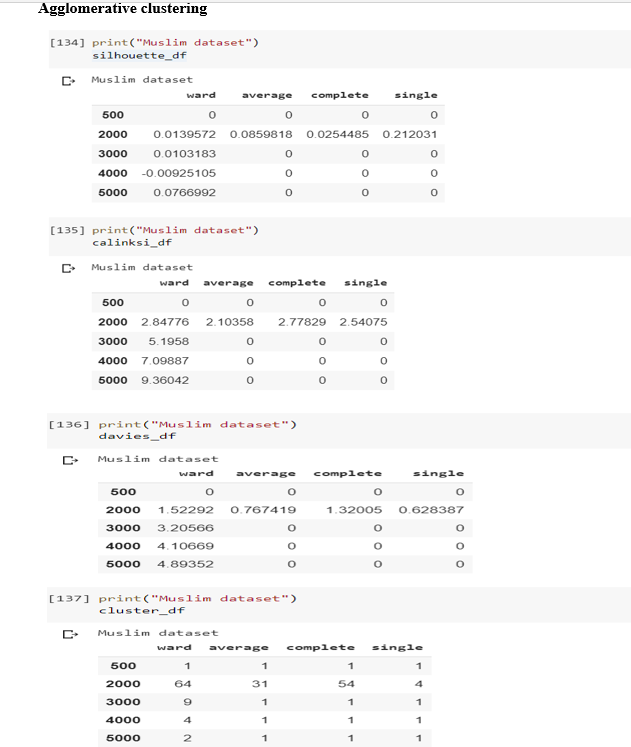 Agglomerative clustering
[134] print("Muslim dataset")
silhouette_df
Muslim dataset
ward average complete single
500 0 0 0 0
2000 0.0139572 0.0859818 0.0254485 0.212031
3000 0.0103183 0 0 0
4000 -0.00925105 0 0 0
5000 0.0766992 0 0 0
[135] print("Muslim dataset")
calinksi_df
Muslim dataset
ward average complete single
500 0 0 0 0
2000 2.84776 2.10358 2.77829 2.54075
3000 5.1958 0 0 0
4000 7.09887 0 0 0
5000 9.36042 0 0 0
[136] print("Muslim dataset")
davies_df
Muslim dataset
ward average complete single
500 0 0 0 0
2000 1.52292 0.767419 1.32005 0.628387
3000 3.20566 0 0 0
4000 4.10669 0 0 0
5000 4.89352 0 0 0
[137] print("Muslim dataset")
cluster_df
Muslim dataset
ward average complete single
500 1 1 1 1
2000 64 31 54 4
3000 9 1 1 1
4000 4 1 1 1
5000 2 1 1 1